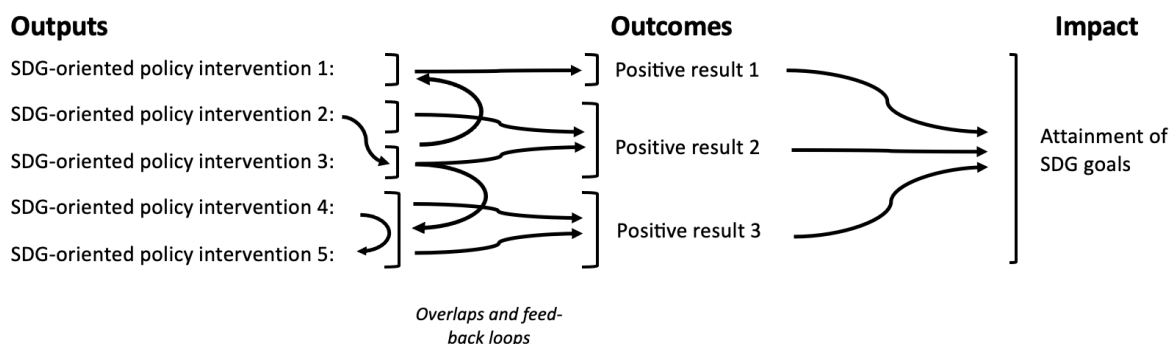 Outputs
Outcomes
Impact
SDG-oriented policy intervention 1:
Positive result 1
SDG-oriented policy intervention 2:
SDG-oriented policy intervention 3:
Positive result 2
Attainment of
SDG goals
SDG-oriented policy intervention 4:
Positive result 3
SDG-oriented policy intervention 5:
Overlaps and feed-
back loops